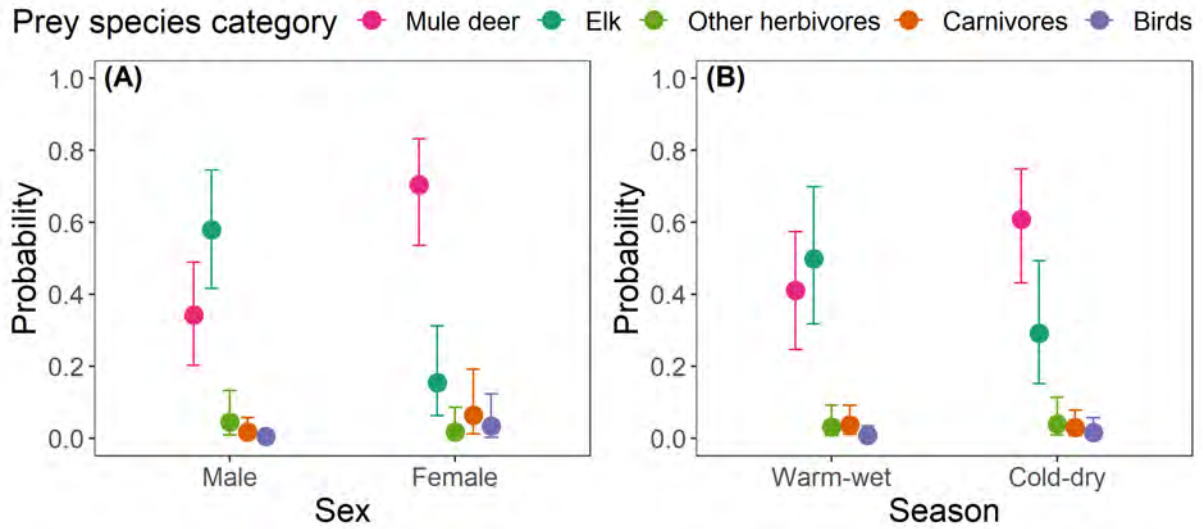 Prey species category Mule deer Elk Other herbivores Carnivores Birds
(A)
1.0
0.8
0.6
0.4
0.2
0.0
Probability
Male Female
Sex
(B)
1.0
0.8
0.6
0.4
0.2
0.0
Probability
Warm-wet Cold-dry
Season